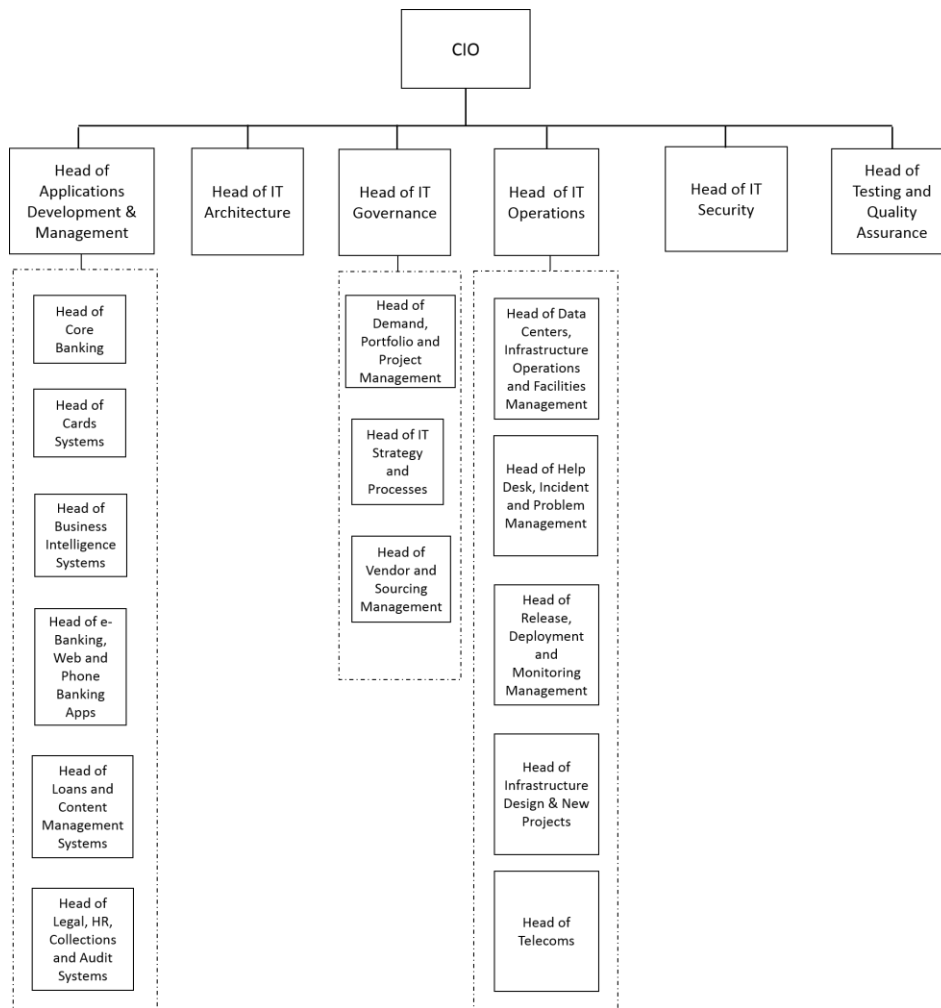 CIO
Head of
Applications
Development &
Management
Head of IT
Architecture
Head of IT
Governance
Head of IT
Operations
Head of IT
Security
Head of
Testing and
Quality
Assurance
Head of
Core
Banking
Head of
Cards
Systems
Head of
Business
Intelligence
Systems
Head of e-
Banking,
Web and
Phone
Banking
Apps
Head of
Loans and
Content
Management
Systems
Head of
Legal, HR,
Collections
and Audit
Systems
Head of
Demand,
Portfolio and
Project
Management
Head of IT
Strategy
and
Processes
Head of
Vendor and
Sourcing
Management
Head of Data
Centers,
Infrastructure
Operations
and Facilities
Management
Head of Help
Desk, Incident
and Problem
Management
Head of
Release,
Deployment
and
Monitoring
Management
Head of
Infrastructure
Design & New
Projects
Head of
Telecoms